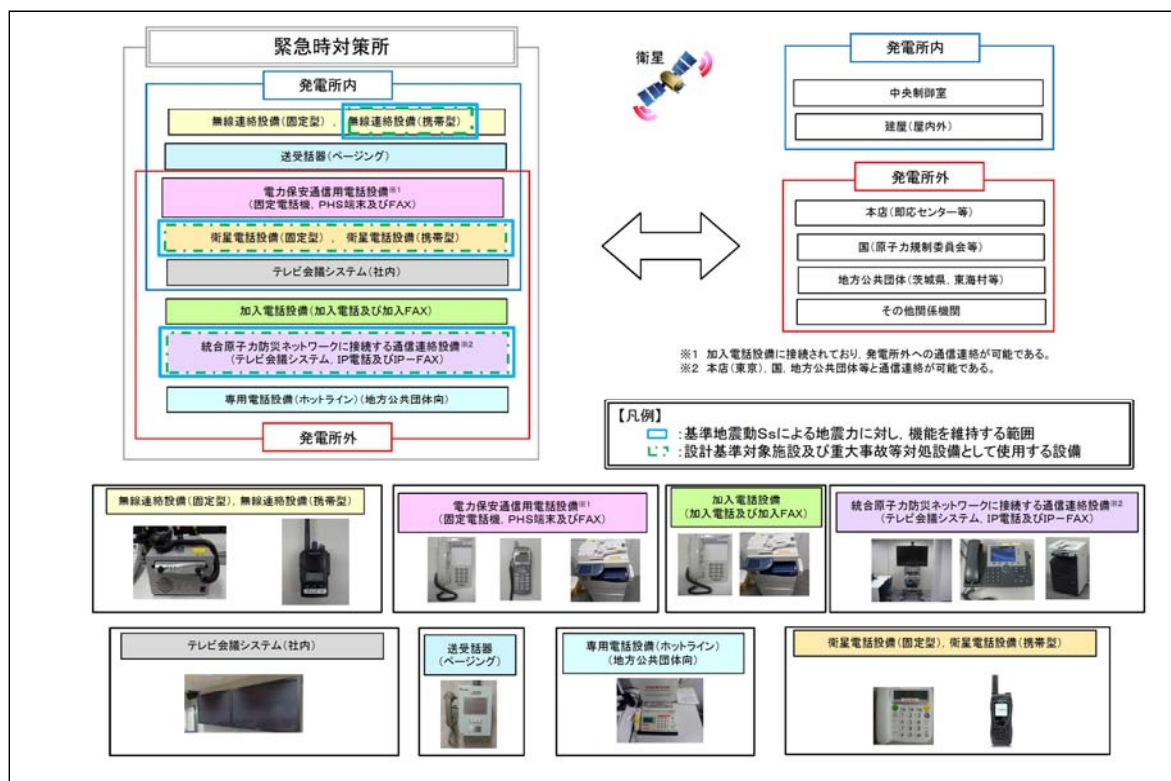 緊急時対策所
発電所内
無線連絡設備(固定型) , 無線連絡設備(携帯型)
送受話器(ページング)
電力保安通信用電話設備※1
(固定電話機, PHS端末及びFAX)
衛星電話設備(固定型) , 衛星電話設備(携帯型)
テレビ会議システム(社内)
加入電話設備(加入電話及び加入FAX)
統合原子力防災ネットワークに接続する通信連絡設備※2
(テレビ会議システム, IP電話及びIP-FAX)
専用電話設備(ホットライン)(地方公共団体向)
発電所外
衛星
発電所内
中央制御室
建屋(屋内外)
発電所外
本店(即応センター等)
国(原子力規制委員会等)
地方公共団体(茨城県, 東海村等)
その他関係機関
※1 加入電話設備に接続されており, 発電所外への通信連絡が可能である。
※2 本店(東京), 国, 地方公共団体等と通信連絡が可能である。
【凡例】
:基準地震動Ssによる地震力に対し, 機能を維持する範囲
:設計基準対象施設及び重大事故等対処設備として使用する設備
無線連絡設備(固定型), 無線連絡設備(携帯型)
電力保安通信用電話設備※1
(固定電話機, PHS端末及びFAX)
加入電話設備
(加入電話及び加入FAX)
統合原子力防災ネットワークに接続する通信連絡設備※2
(テレビ会議システム, IP電話及びIP-FAX)
テレビ会議システム(社内)
送受話器
(ページング)
専用電話設備(ホットライン)
(地方公共団体向)
衛星電話設備(固定型), 衛星電話設備(携帯型)